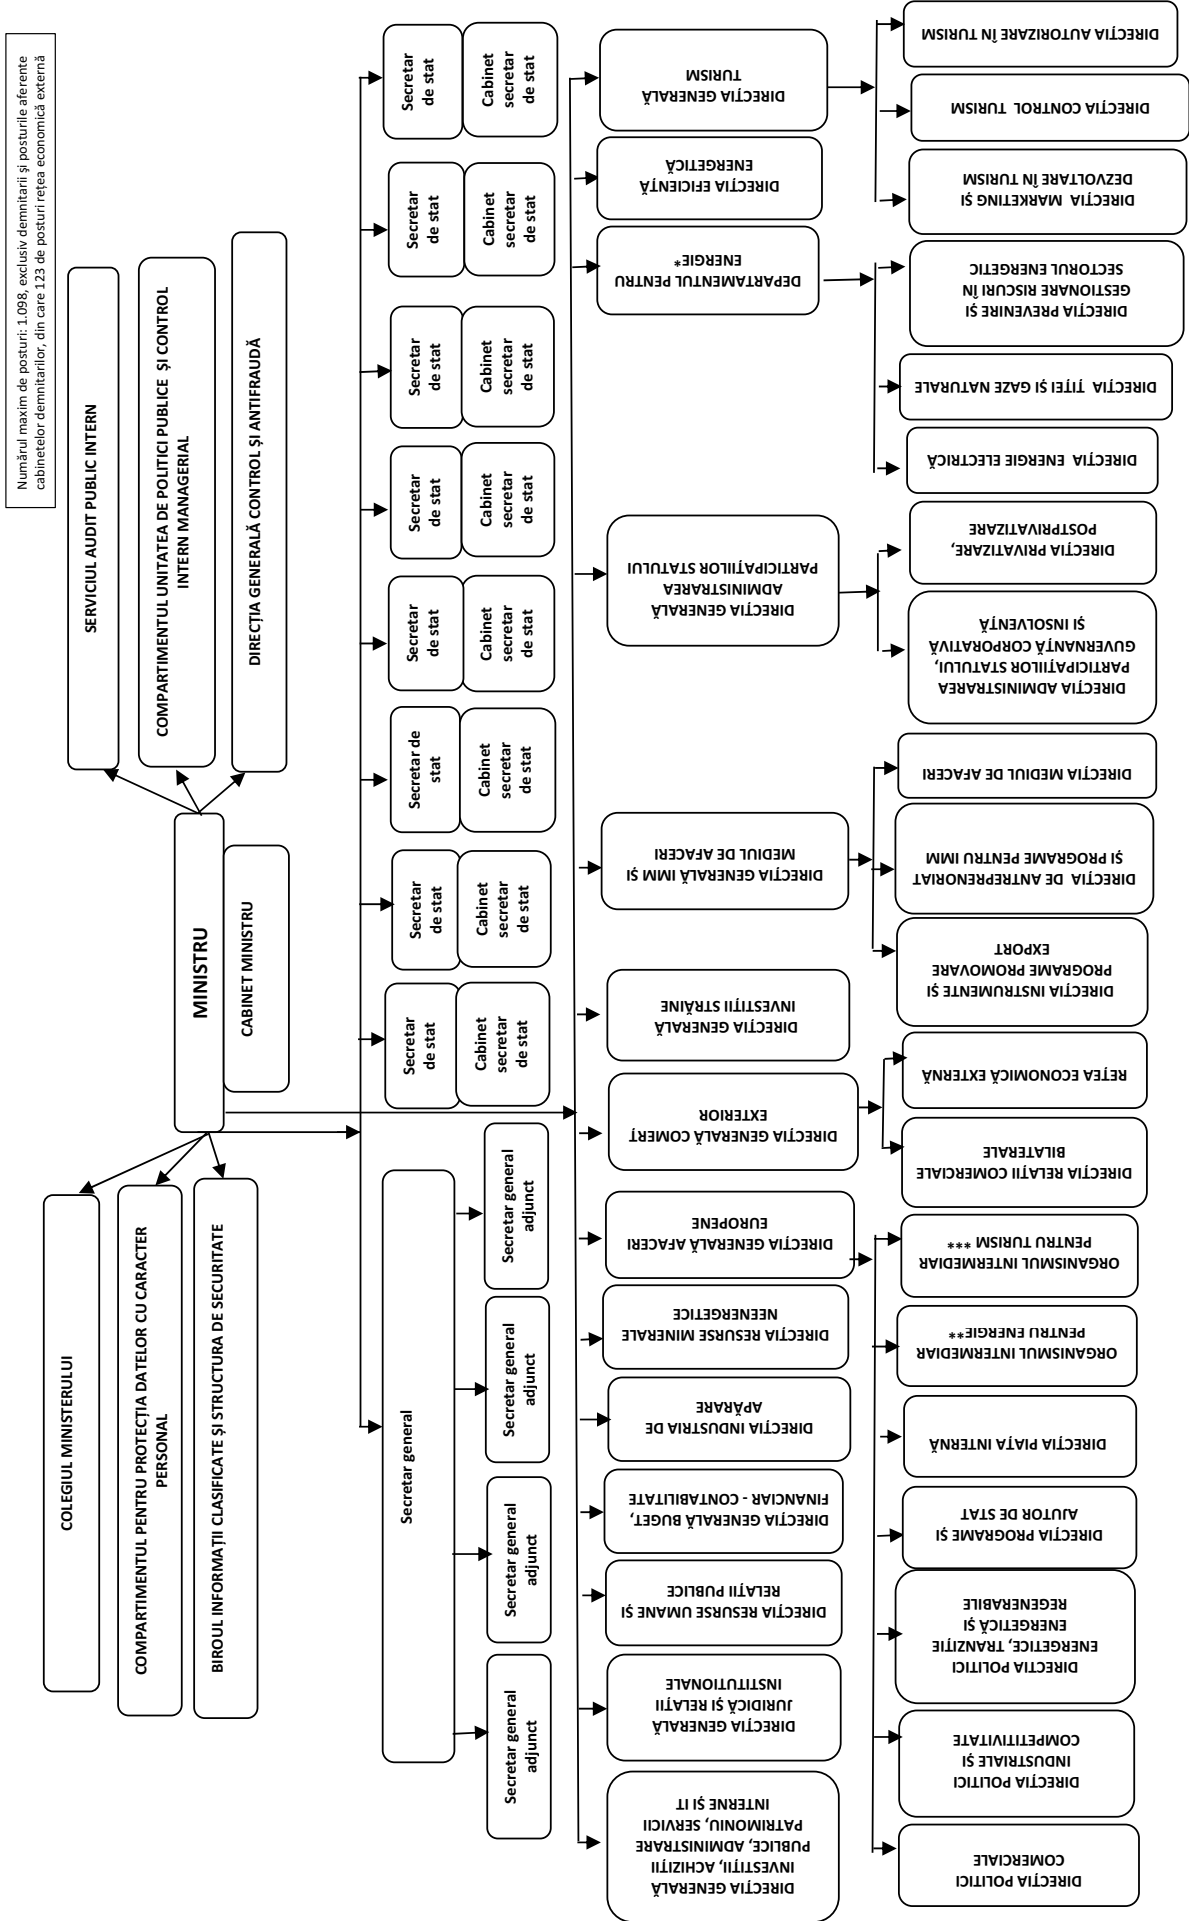 Numărul maxim de posturi: 1.098, exclusiv demnitarii și posturile aferente
cabinetelor demnitarilor, din care 123 de posturi rețea economică externă
COLEGIUL MINISTERULUI
COMPARTIMENTUL PENTRU PROTECȚIA DATELOR CU CARACTER
PERSONAL
BIROUL INFORMAȚII CLASIFICATE ȘI STRUCTURA DE SECURITATE
MINISTRU
CABINET MINISTRU
SERVICIUL AUDIT PUBLIC INTERN
COMPARTIMENTUL UNITATEA DE POLITICI PUBLICE ȘI CONTROL
INTERN MANAGERIAL
DIRECȚIA GENERALĂ CONTROL ȘI ANTIFRAUDĂ
Secretar general
Secretar general
adjunct
Secretar general
adjunct
Secretar general
adjunct
Secretar general
adjunct
Secretar
de stat
Cabinet
secretar
de stat
Secretar
de stat
Cabinet
secretar
de stat
Secretar de
stat
Cabinet
secretar
de stat
Secretar
de stat
Cabinet
secretar
de stat
Secretar
de stat
Cabinet
secretar
de stat
Secretar
de stat
Cabinet
secretar
de stat
Secretar
de stat
Cabinet
secretar
de stat
Secretar
de stat
Cabinet
secretar
de stat
DIRECȚIA GENERALĂ
INVESTIȚII, ACHIZIȚII
PUBLICE, ADMINISTRARE
PATRIMONIU, SERVICII
INTERNE ȘI IT
DIRECȚIA GENERALĂ
JURIDICĂ ȘI RELAȚII
INSTITUTIONALE
DIRECȚIA RESURSE UMANE ȘI
RELAȚII PUBLICE
DIRECȚIA GENERALĂ BUGET,
FINANCIAR - CONTABILITATE
DIRECȚIA INDUSTRIA DE
APĂRARE
DIRECȚIA RESURSE MINERALE
NEENERGETICE
DIRECȚIA GENERALĂ AFACERI
EUROPENE
DIRECȚIA GENERALĂ COMERȚ
EXTERIOR
DIRECȚIA GENERALĂ
INVESTIȚII STRĂINE
DIRECȚIA GENERALĂ IMM ȘI
MEDIUL DE AFACERI
DIRECȚIA GENERALĂ
ADMINISTRAREA
PARTICIPAȚIILOR STATULUI
DEPARTAMENTUL PENTRU
ENERGIE*
DIRECȚIA EFICIENȚĂ
ENERGETICĂ
DIRECȚIA GENERALĂ
TURISM
DIRECȚIA POLITICI
COMERCIALE
DIRECȚIA POLITICI
INDUSTRIALE ȘI
COMPETITIVITATE
DIRECȚIA POLITICI
ENERGETICE, TRANZIȚIE
ENERGETICĂ ȘI
REGENERABILE
DIRECȚIA PROGRAME ȘI
AJUTOR DE STAT
DIRECȚIA PIAȚA INTERNĂ
ORGANISMUL INTERMEDIAR
PENTRU ENERGIE**
ORGANISMUL INTERMEDIAR
PENTRU TURISM ***
DIRECȚIA RELAȚII COMERCIALE
BILATERALE
REȚEA ECONOMICĂ EXTERNĂ
DIRECȚIA INSTRUMENTE ȘI
PROGRAME PROMOVARE
EXPORT
DIRECȚIA DE ANTREPRENORIAT
ȘI PROGRAME PENTRU IMM
DIRECȚIA MEDIUL DE AFACERI
DIRECȚIA ADMINISTRAREA
PARTICIPAȚIILOR STATULUI,
GUVERNANȚĂ CORPORATIVĂ
ȘI INSOLVENȚĂ
DIRECȚIA PRIVATIZARE,
POSTPRIVATIZARE
DIRECȚIA ENERGIE ELECTRICĂ
DIRECȚIA ȚIȚEI ȘI GAZE NATURALE
DIRECȚIA PREVENIRE ȘI
GESTIONARE RISCURI ÎN
SECTORUL ENERGETIC
DIRECȚIA MARKETING ȘI
DEZVOLTARE ÎN TURISM
DIRECȚIA CONTROL TURISM
DIRECȚIA AUTORIZARE ÎN TURISM